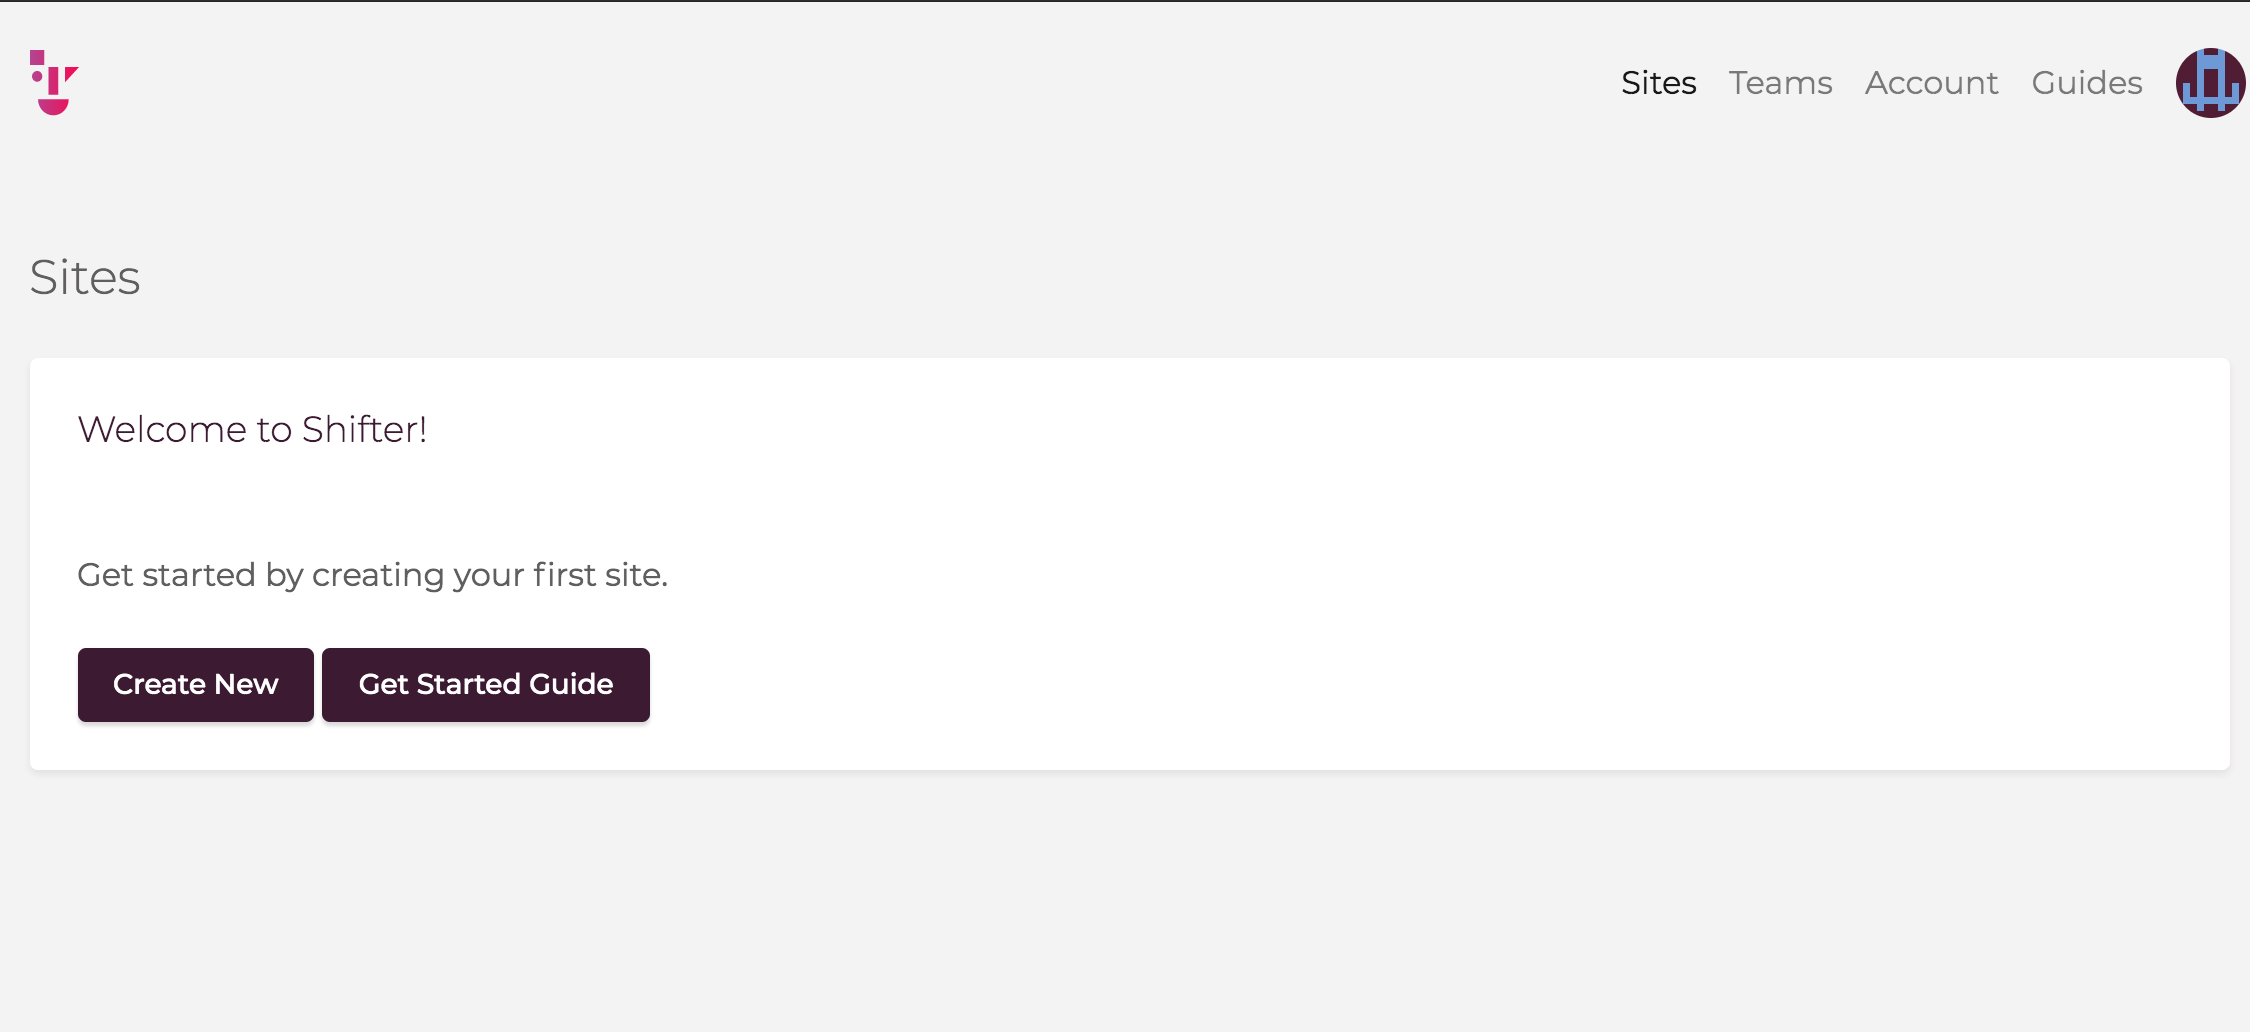 Sites Teams Account Guides
Sites
Welcome to Shifter!
Get started by creating your first site.
Create New Get Started Guide